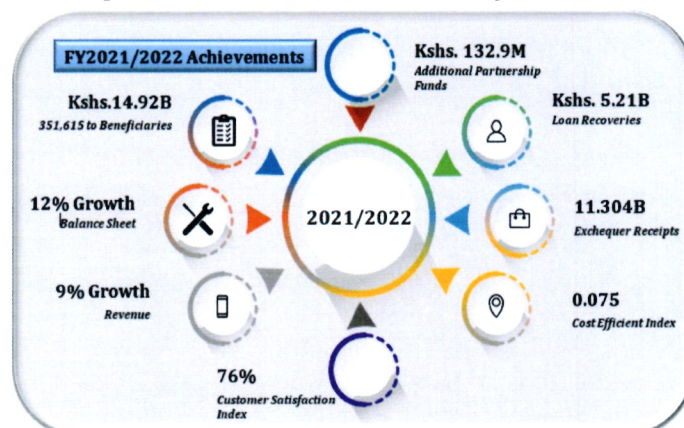 FY2021/2022 Achievements
Kshs. 132.9M
Additional Partnership
Funds
Kshs.14.92B
351,615 to Beneficiaries
Kshs. 5.21B
Loan Recoveries
12% Growth
Balance Sheet
2021/2022
11.304B
Exchequer Receipts
9% Growth
Revenue
0.075
Cost Efficient Index
76%
Customer Satisfaction
Index